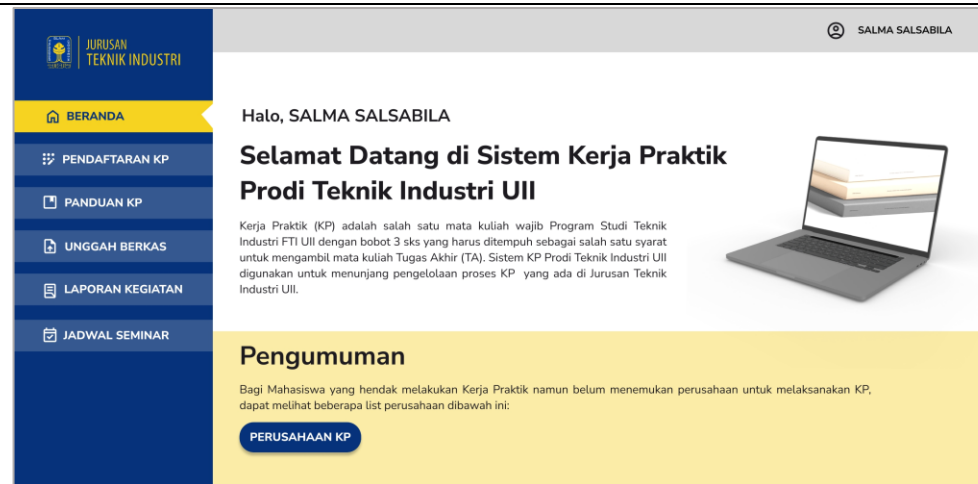 JURUSAN
TEKNIK INDUSTRI
SALMA SALSABILA
BERANDA
PENDAFTARAN KP
PANDUAN KP
UNGGAH BERKAS
LAPORAN KEGIATAN
JADWAL SEMINAR
Halo, SALMA SALSABILA
Selamat Datang di Sistem Kerja Praktik
Prodi Teknik Industri UII
Kerja Praktik (KP) adalah salah satu mata kuliah wajib Program Studi Teknik
Industri FTI UII dengan bobot 3 sks yang harus ditempuh sebagai salah satu syarat
untuk mengambil mata kuliah Tugas Akhir (TA). Sistem KP Prodi Teknik Industri UII
digunakan untuk menunjang pengelolaan proses KP yang ada di Jurusan Teknik
Industri UII.
Pengumuman
Bagi Mahasiswa yang hendak melakukan Kerja Praktik namun belum menemukan perusahaan untuk melaksanakan KP,
dapat melihat beberapa list perusahaan dibawah ini:
PERUSAHAAN KP